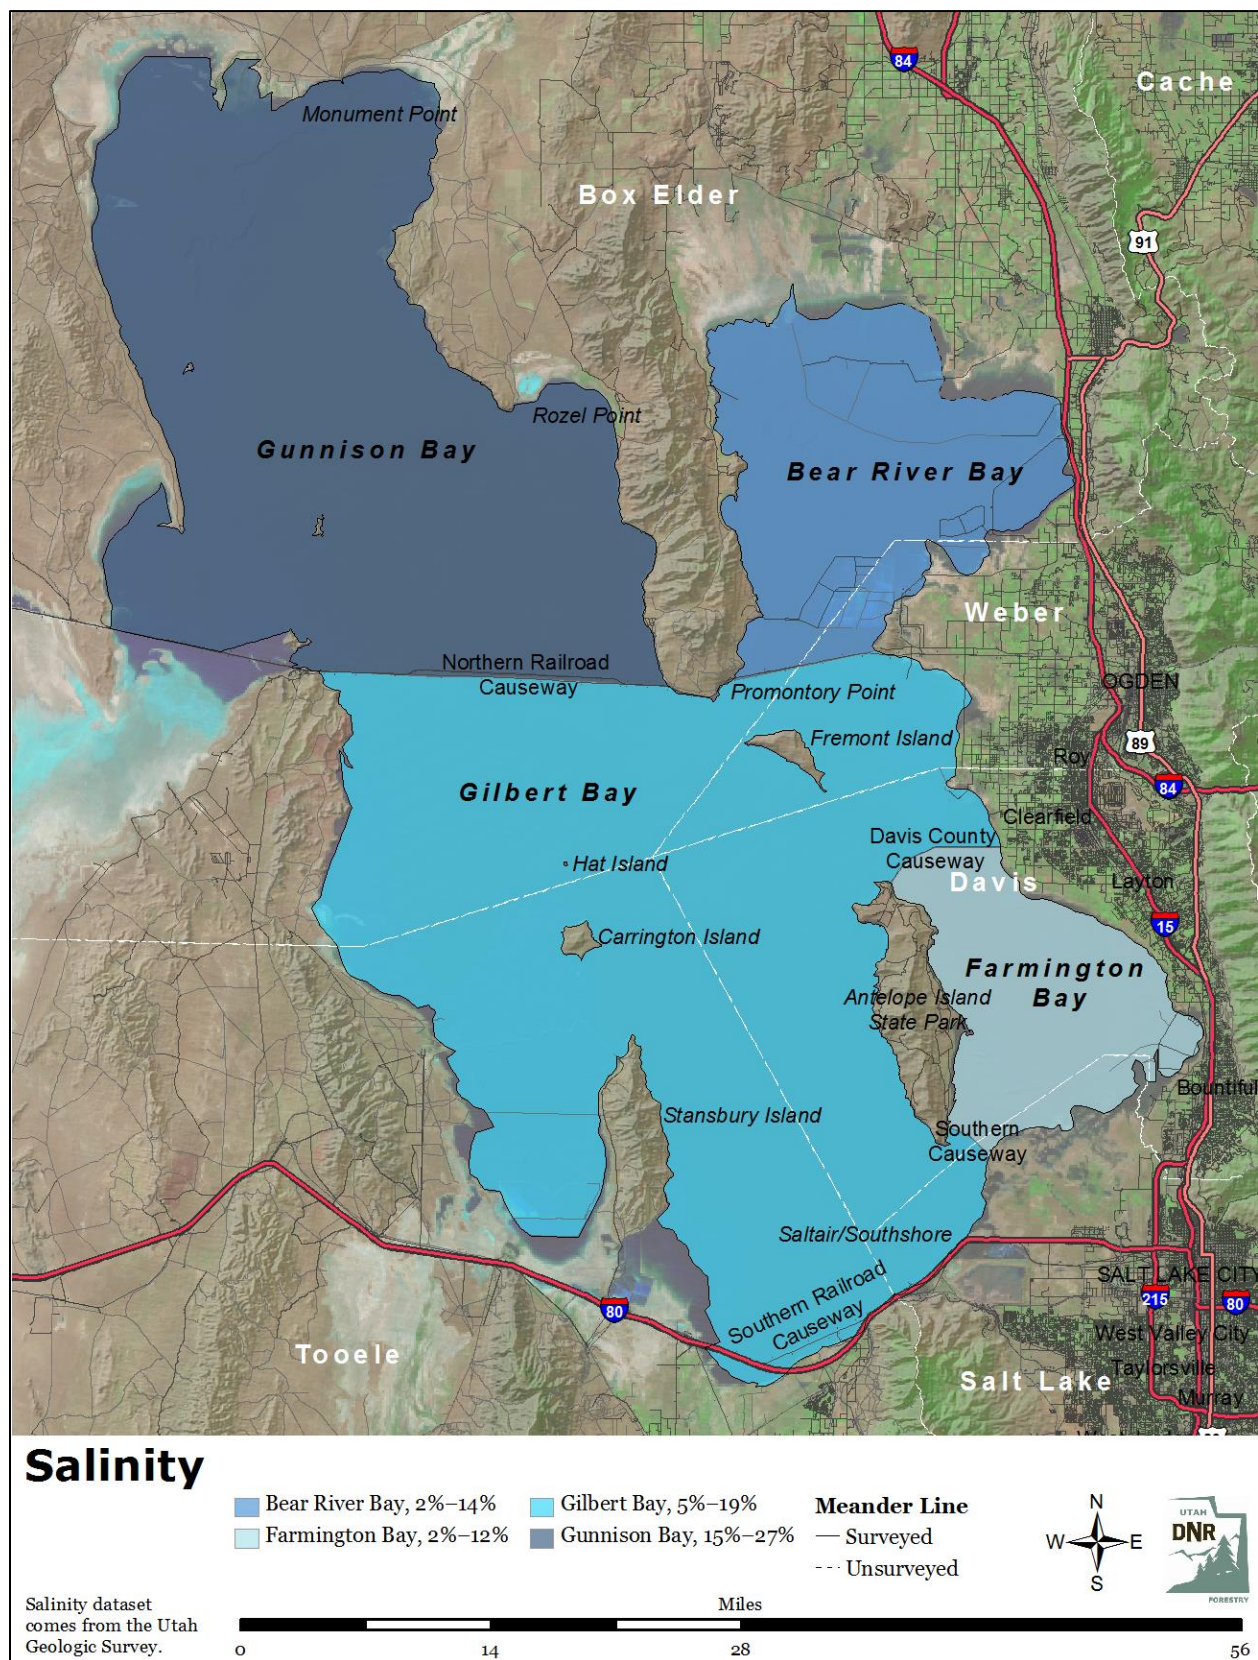 84
Cache
Monument Point
Box Elder
91
Rozel Point
Gunnison Bay
Bear River Bay
Weber
Northern Railroad
Causeway
Promontory Point
OGDEN
Fremont Island
89
Roy
Gilbert Bay
84
Clearfield
Davis County
Causeway
Hat Island
Davis
Layton
15
Carrington Island
Farmington
Bay
Antelope Island
State Park
Bountiful
Stansbury Island
Southern
Causeway
Saltair/Southshore
SALT LAKE CITY
Southern Railroad
Causeway
215
80
80
West Valley City
Tooele
Taylorsville
Salt Lake
Murray
Salinity
Bear River Bay, 2%–14%
Gilbert Bay, 5%–19%
Farmington Bay, 2%–12%
Gunnison Bay, 15%–27%
Meander Line
Surveyed
Unsurveyed
N
W
E
S
UTAH
DNR
FORESTRY
Salinity dataset
comes from the Utah
Geologic Survey.
Miles
0 14 28 56